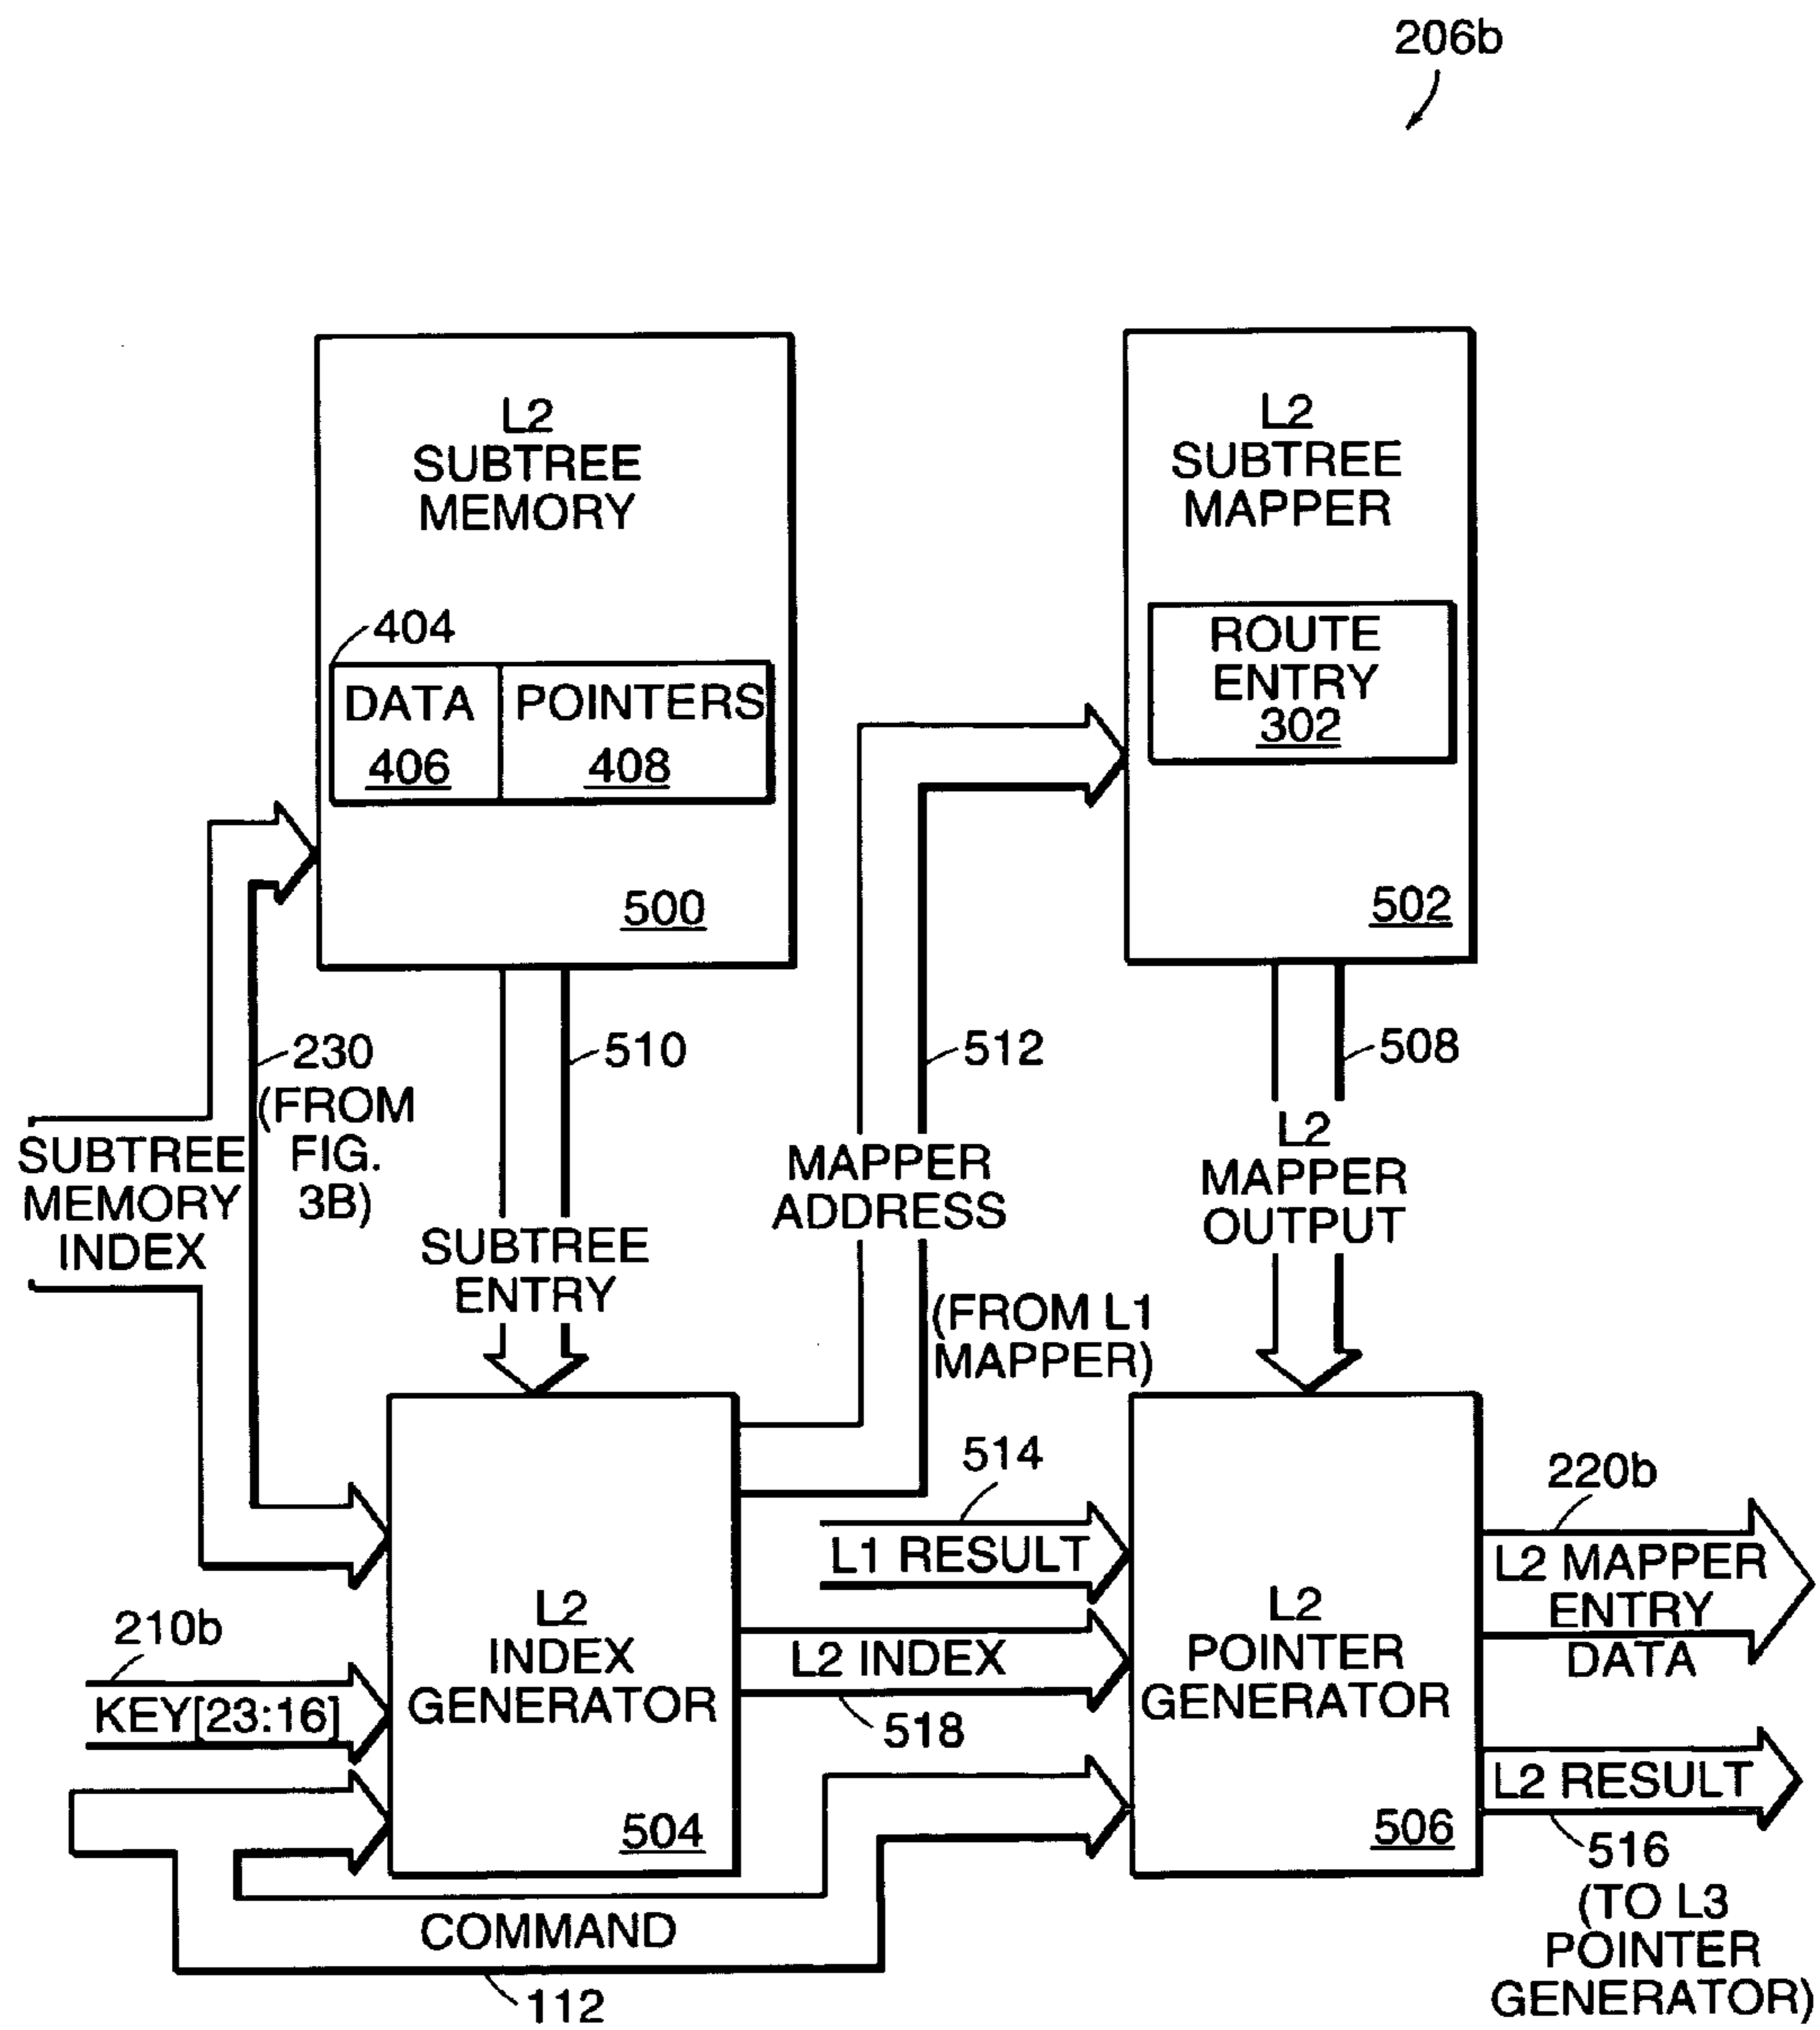 206b
L2
SUBTREE
MEMORY
404
DATA
406
POINTERS
408
500
L2
SUBTREE
MAPPER
ROUTE
ENTRY
302
502
230
(FROM
FIG.
3B)
SUBTREE
MEMORY
INDEX
510
SUBTREE
ENTRY
512
MAPPER
ADDRESS
508
L2
MAPPER
OUTPUT
(FROM L1
MAPPER)
514
L1 RESULT
220b
L2 MAPPER
ENTRY
DATA
210b
KEY[23:16]
L2
INDEX
GENERATOR
504
L2 INDEX
518
L2
POINTER
GENERATOR
506
L2 RESULT
516
(TO L3
POINTER
GENERATOR)
COMMAND
112